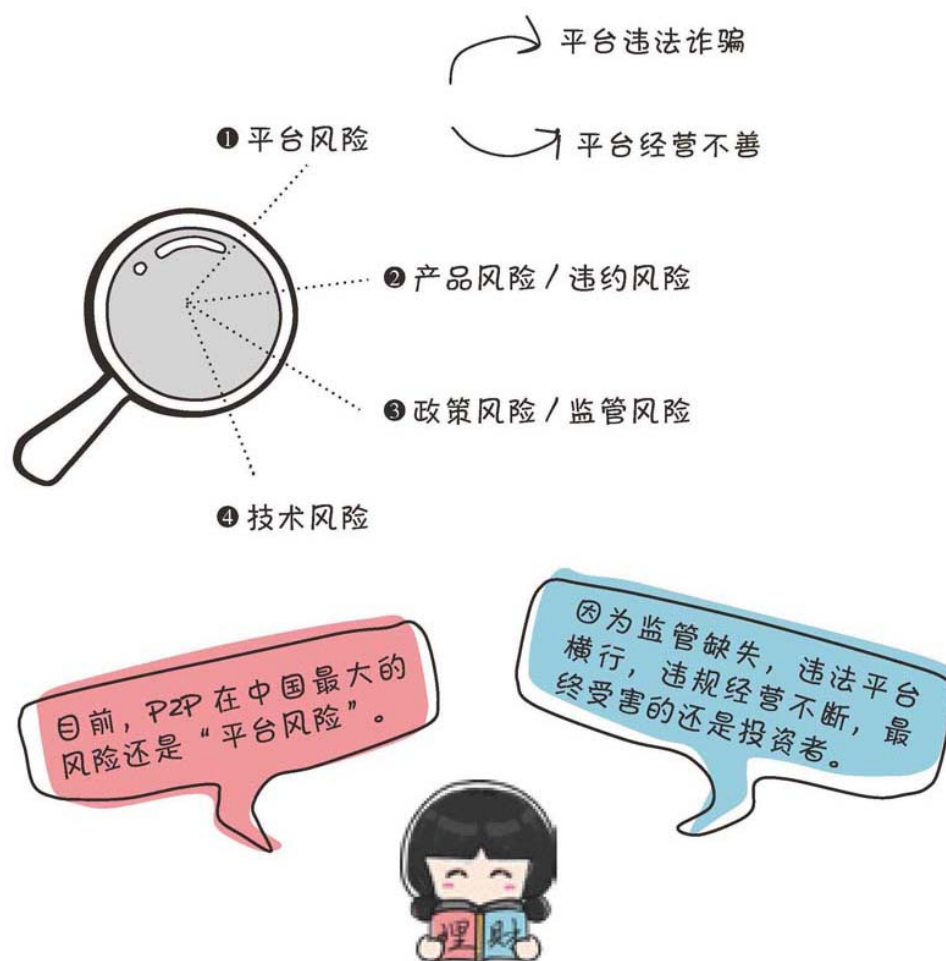 平台违法诈骗
❶ 平台风险
平台经营不善
❷ 产品风险 / 违约风险
❸ 政策风险 / 监管风险
❹ 技术风险
目前，P2P 在中国最大的
风险还是“平台风险”。
因为监管缺失，违法平台
横行，违规经营不断，最
终受害的还是投资者。
理财